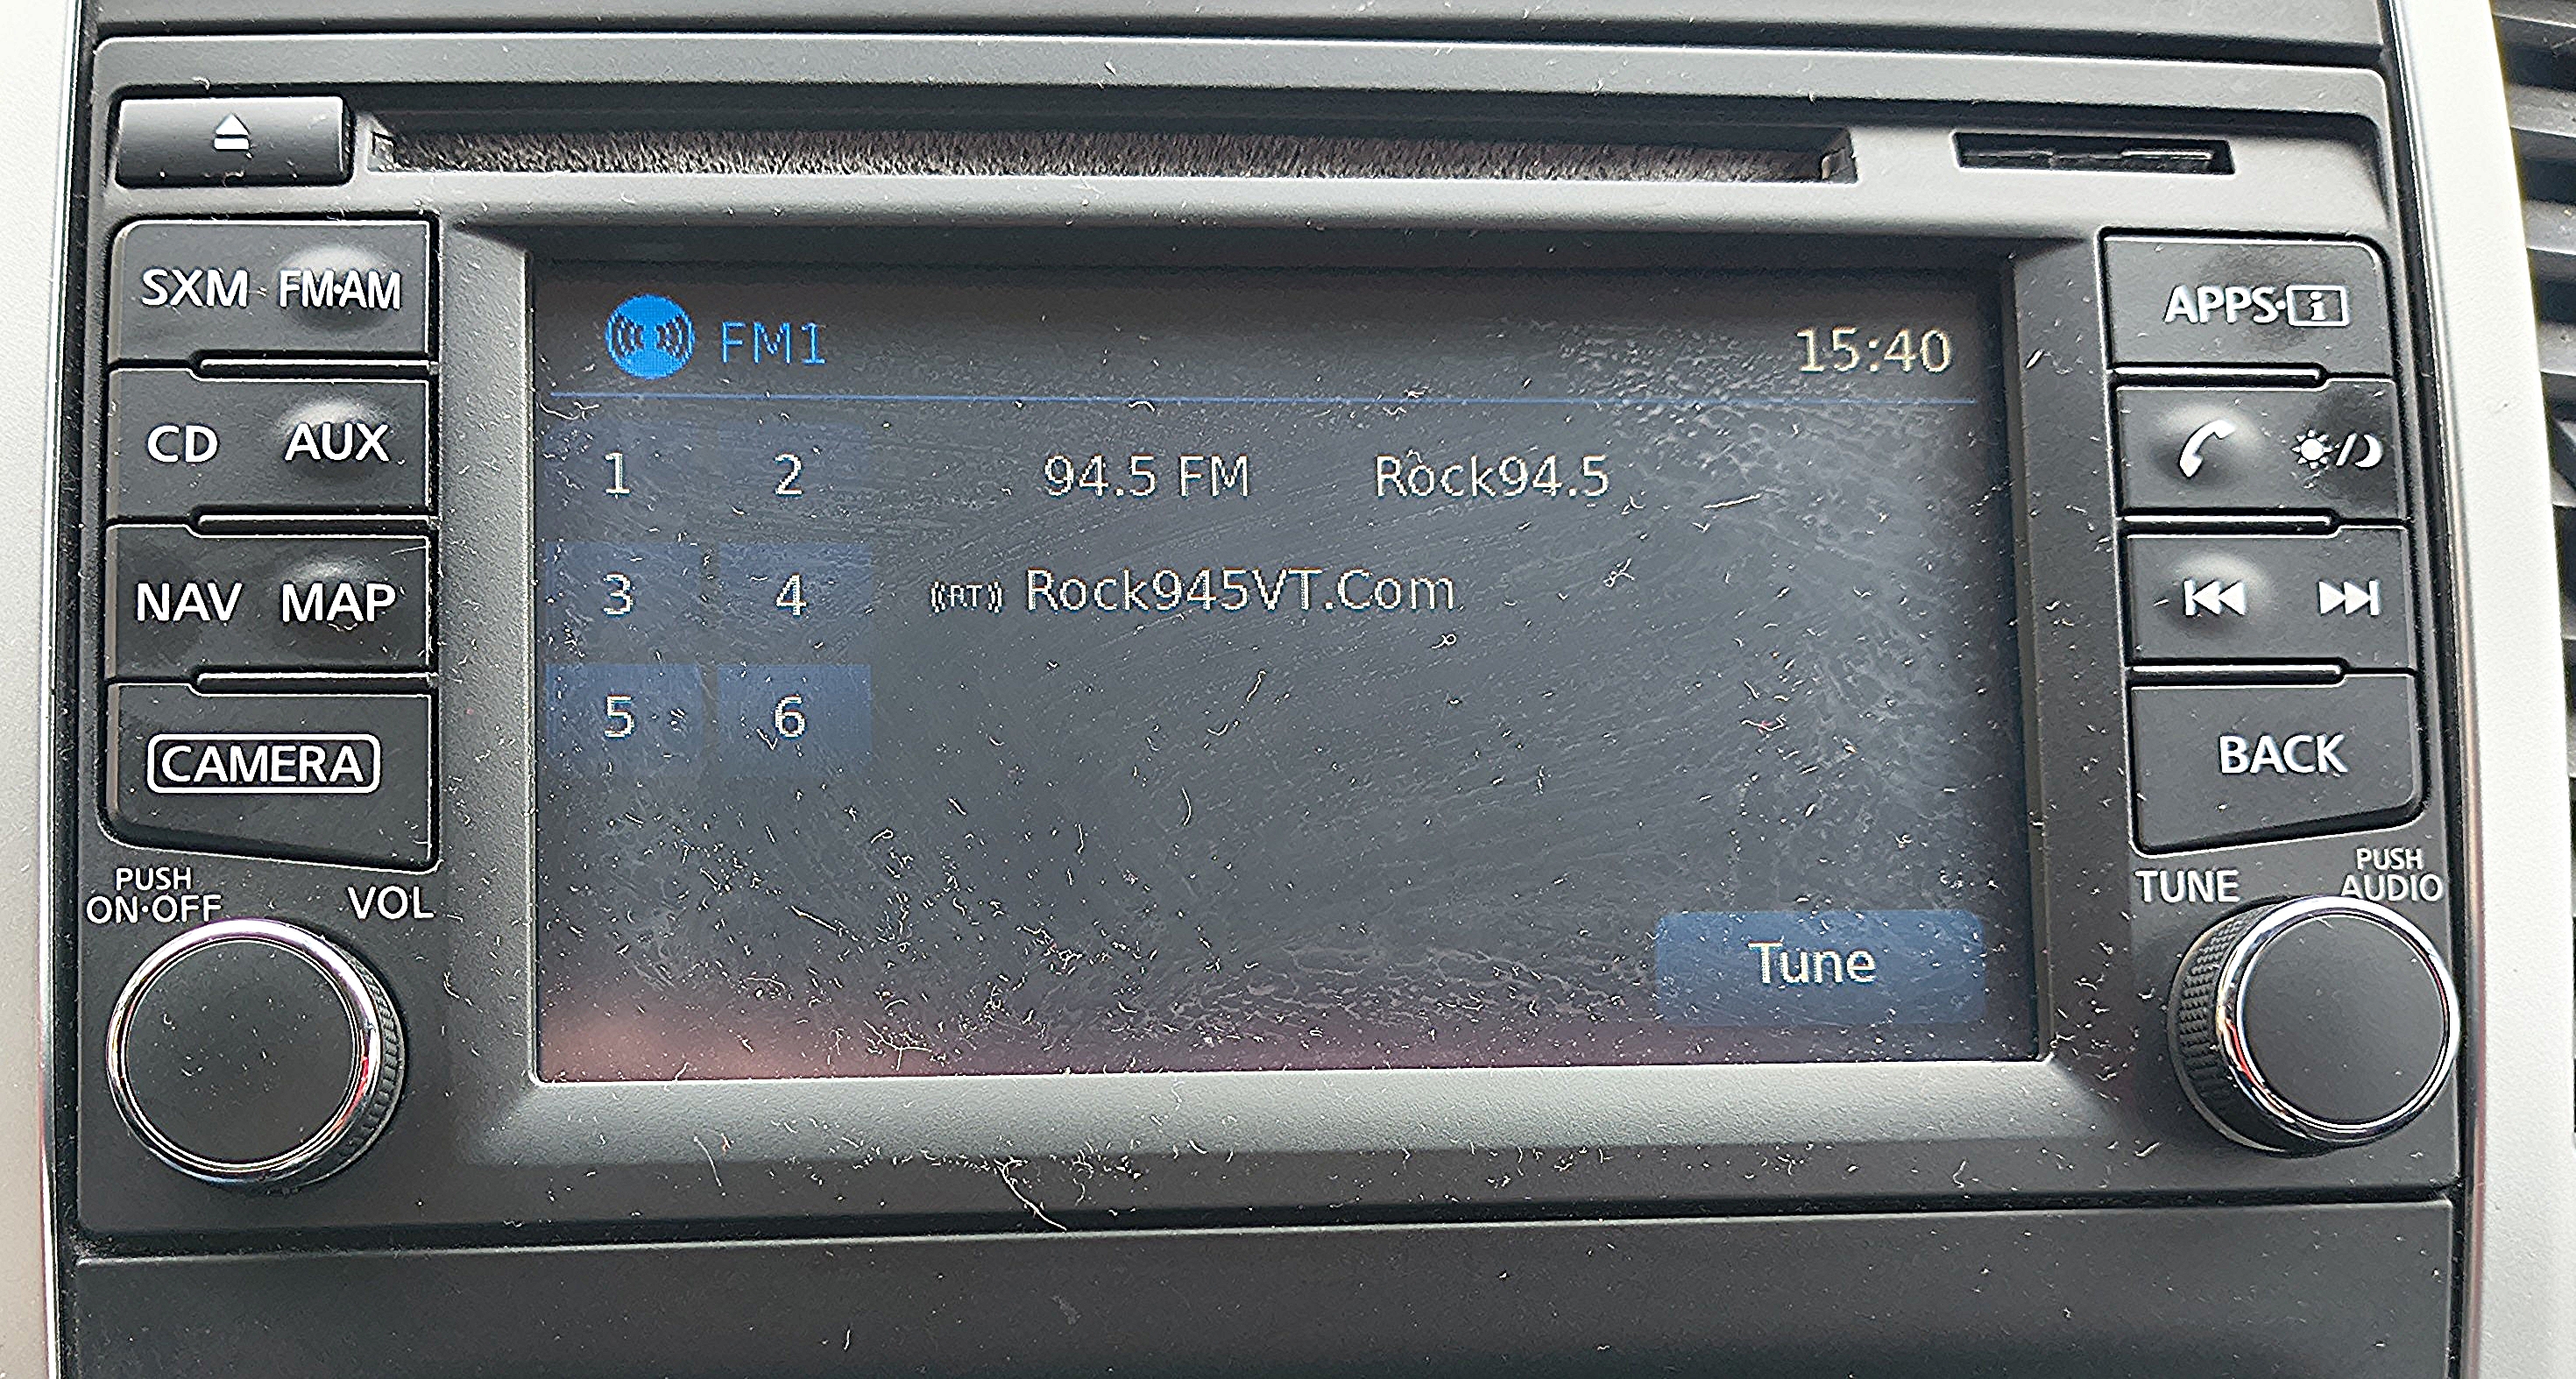 SXM · FM·AM
CD AUX
NAV MAP
CAMERA
PUSH
ON·OFF
VOL
FM1
15:40
1 2
94.5 FM Rock94.5
3 4
((RT)) Rock945VT.Com
5 6
Tune
APPS·i
BACK
TUNE
PUSH
AUDIO